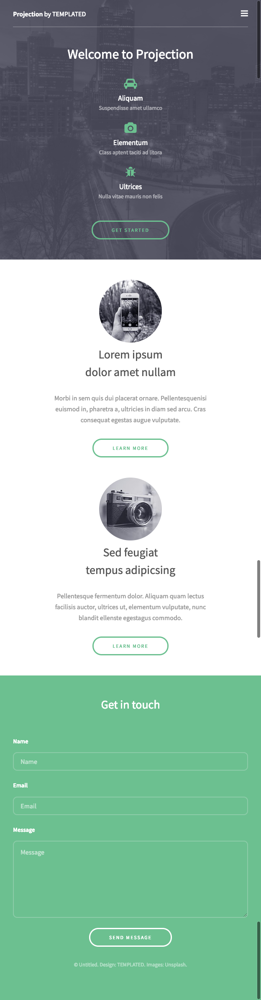 Projection by TEMPLATED
Welcome to Projection
Aliquam
Suspendisse amet ullamco
Elementum
Class aptent taciti ad litora
Ultrices
Nulla vitae mauris non felis
GET STARTED
Lorem ipsum
dolor amet nullam
Morbi in sem quis dui placerat ornare. Pellentesquenisi
euismod in, pharetra a, ultricies in diam sed arcu. Cras
consequat egestas augue vulputate.
LEARN MORE
Sed feugiat
tempus adipicsing
Pellentesque fermentum dolor. Aliquam quam lectus
facilisis auctor, ultrices ut, elementum vulputate, nunc
blandit ellenste egestagus commodo.
LEARN MORE
Get in touch
Name
Name
Email
Email
Message
Message
SEND MESSAGE
© Untitled. Design: TEMPLATED. Images: Unsplash.